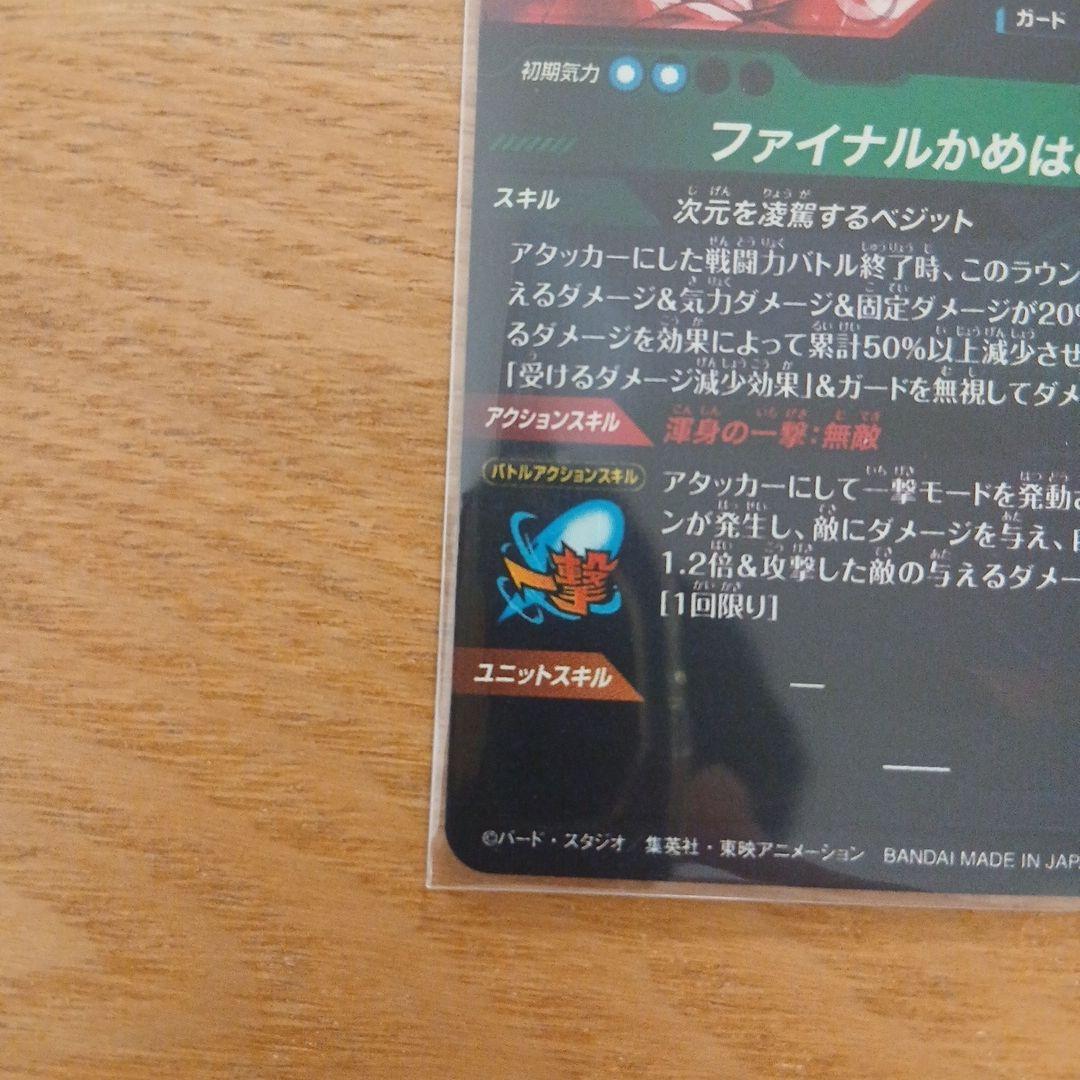 ガード
初期気力
ファイナルかめは
スキル
次元を凌駕するベジット
アタッカーにした戦闘力バトル終了時、このラウン
えるダメージ&気力ダメージ&固定ダメージが20%
るダメージを効果によって累計50%以上減少させ
「受けるダメージ減少効果」&ガードを無視してダメ
アクションスキル
渾身の一撃:無敵
バトルアクションスキル
アタッカーにして一撃モードを発動
ンが発生し、敵にダメージを与え、
1.2倍&攻撃した敵の与えるダメー
[1回限り]
一撃
ユニットスキル
©バード・スタジオ 集英社・東映アニメーション BANDAI MADE IN JAPA